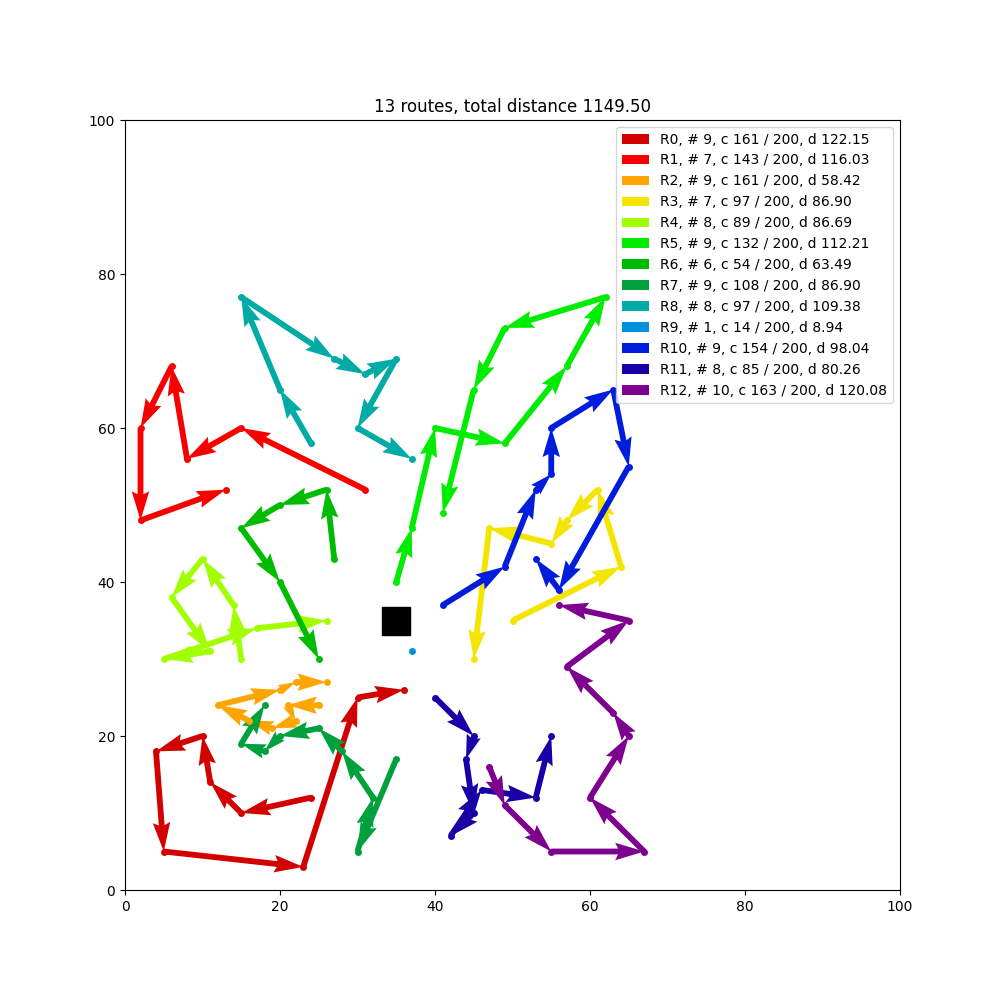 13 routes, total distance 1149.50
100
80
60
40
20
0
0
20
40
60
80
100
R0, # 9, c 161 / 200, d 122.15
R1, # 7, c 143 / 200, d 116.03
R2, # 9, c 161 / 200, d 58.42
R3, # 7, c 97 / 200, d 86.90
R4, # 8, c 89 / 200, d 86.69
R5, # 9, c 132 / 200, d 112.21
R6, # 6, c 54 / 200, d 63.49
R7, # 9, c 108 / 200, d 86.90
R8, # 8, c 97 / 200, d 109.38
R9, # 1, c 14 / 200, d 8.94
R10, # 9, c 154 / 200, d 98.04
R11, # 8, c 85 / 200, d 80.26
R12, # 10, c 163 / 200, d 120.08